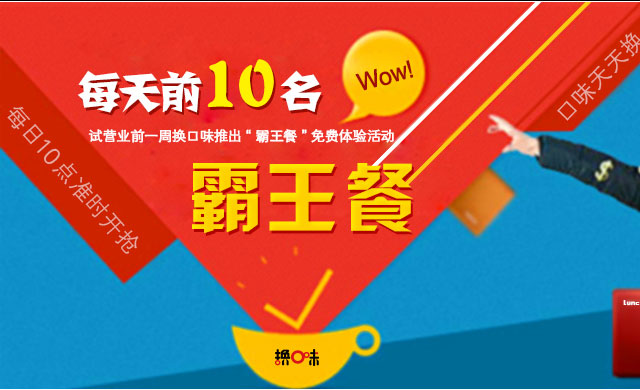 每天前10名
Wow!
试营业前一周换口味推出“霸王餐”免费体验活动
霸王餐
每日10点准时开抢
口味天天换
换口味
Lunc